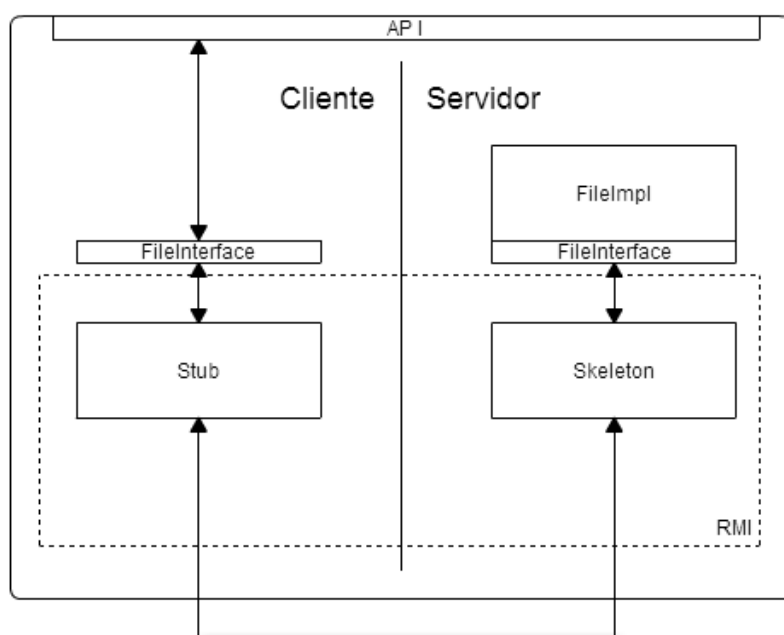 AP I
Cliente
Servidor
FileImpl
FileInterface
FileInterface
Stub
Skeleton
RMI